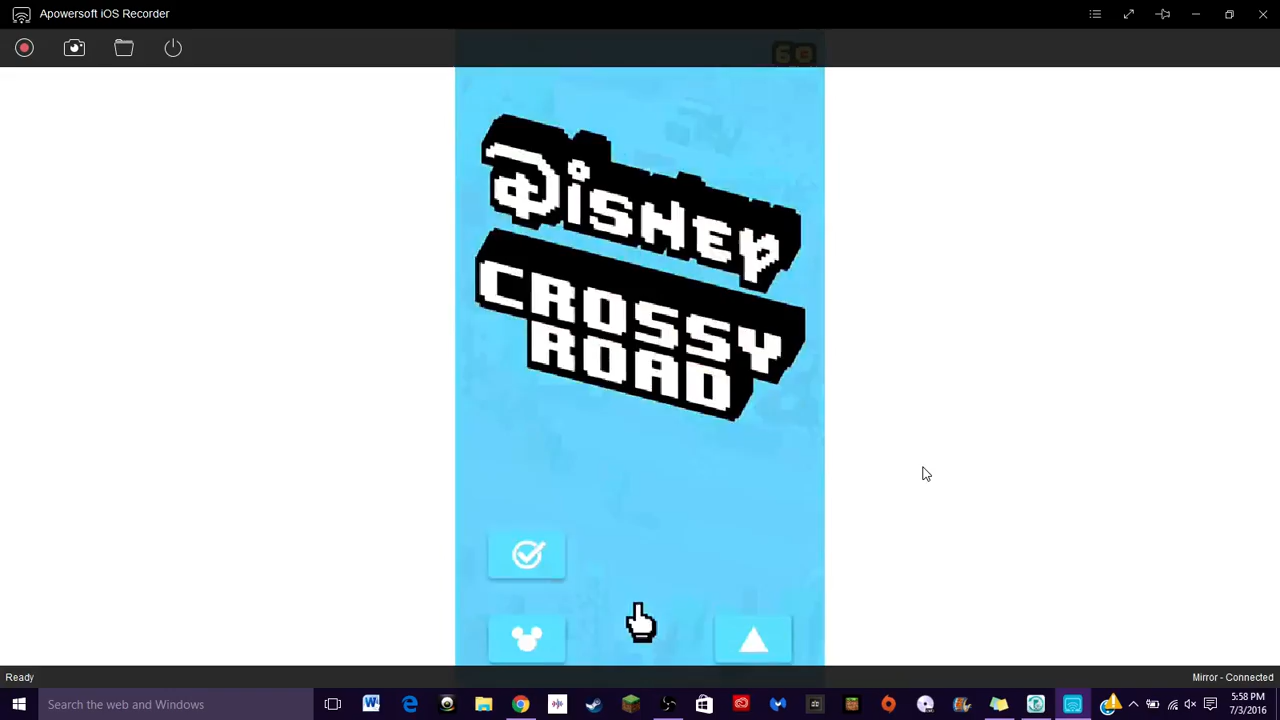 Apowersoft iOS Recorder
60
DiSNEY
CROSSY
ROAD
Ready
Mirror - Connected
Search the web and Windows
5:58 PM
7/3/2016